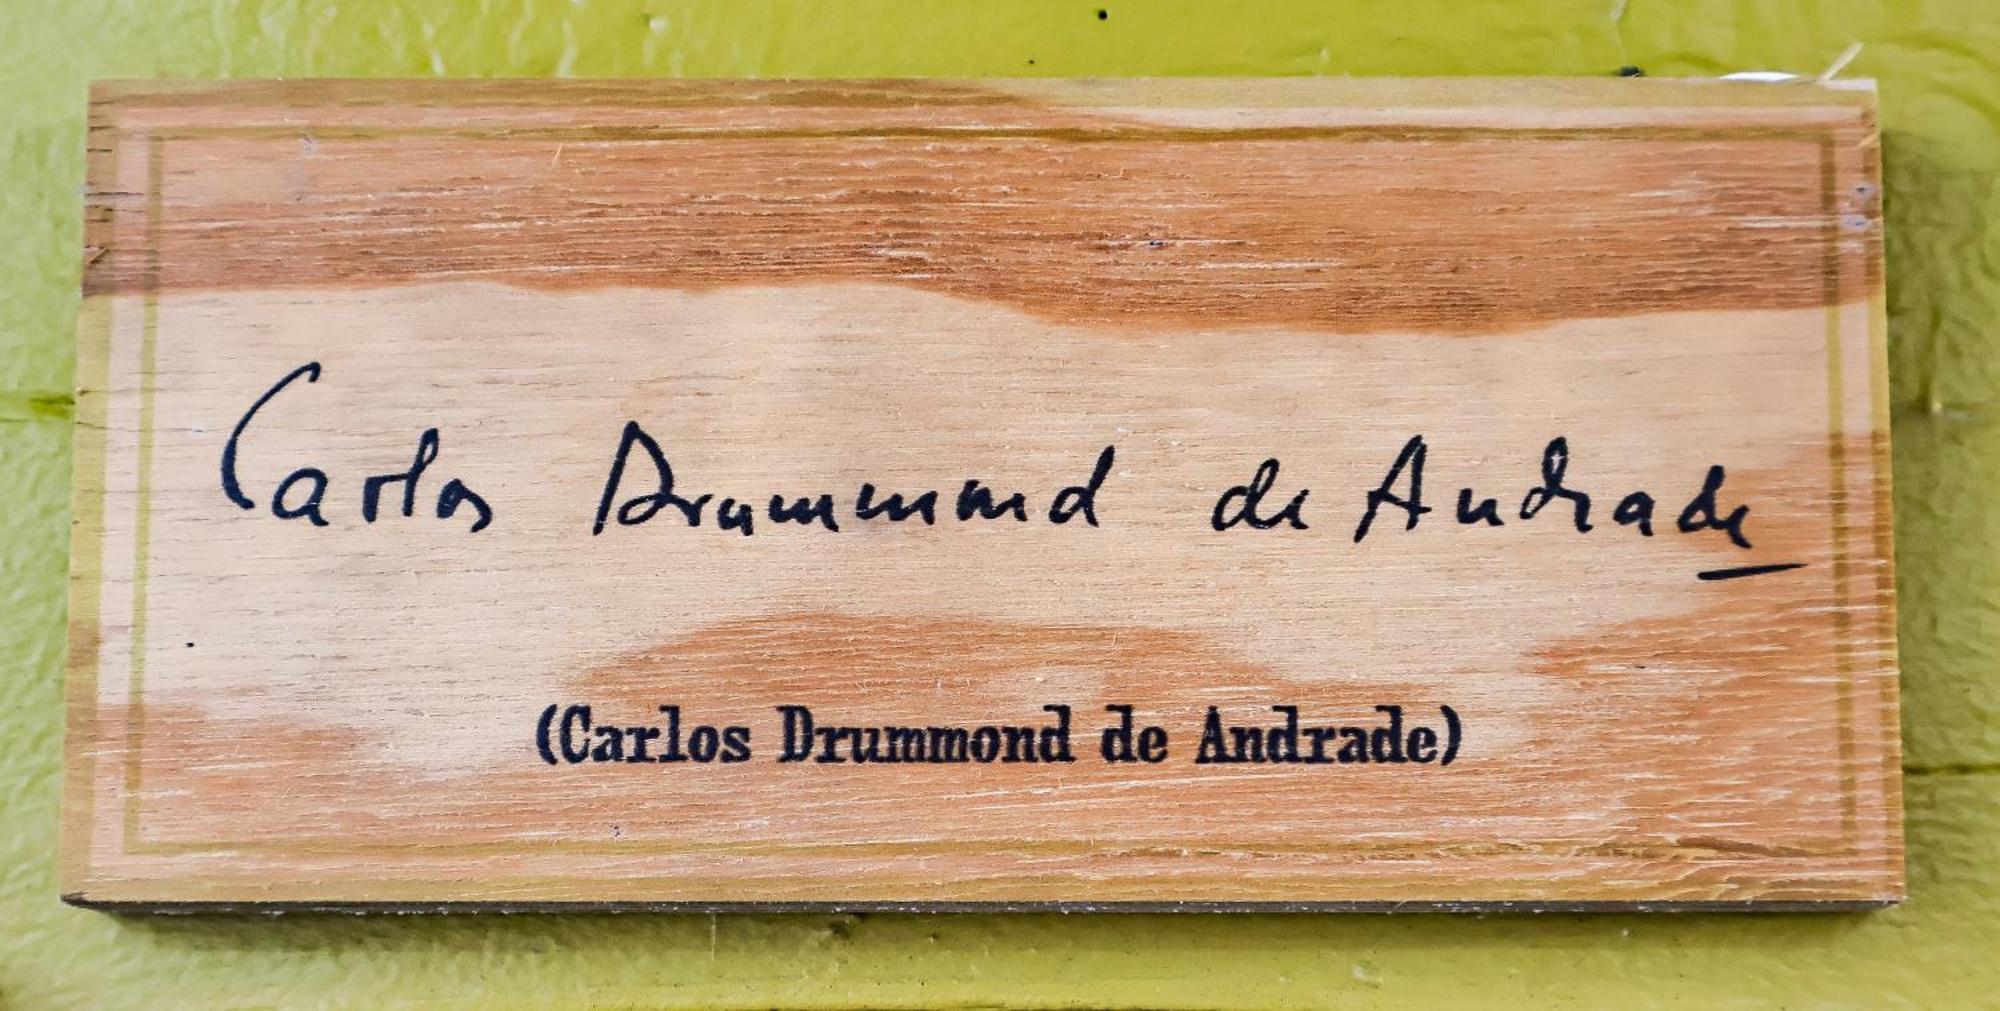 Carlos Drummond de Andrade
(Carlos Drummond de Andrade)